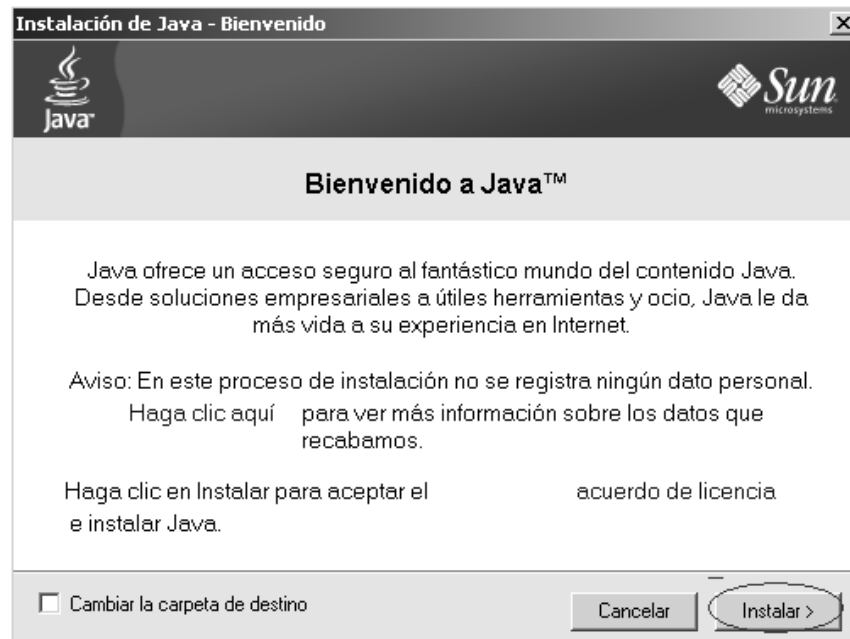 Instalación de Java - Bienvenido
Java™
Sun
microsystems
Bienvenido a Java™
Java ofrece un acceso seguro al fantástico mundo del contenido Java.
Desde soluciones empresariales a útiles herramientas y ocio, Java le da
más vida a su experiencia en Internet.
Aviso: En este proceso de instalación no se registra ningún dato personal.
Haga clic aquí para ver más información sobre los datos que
recabamos.
Haga clic en Instalar para aceptar el acuerdo de licencia
e instalar Java.
Cambiar la carpeta de destino
Cancelar
Instalar >